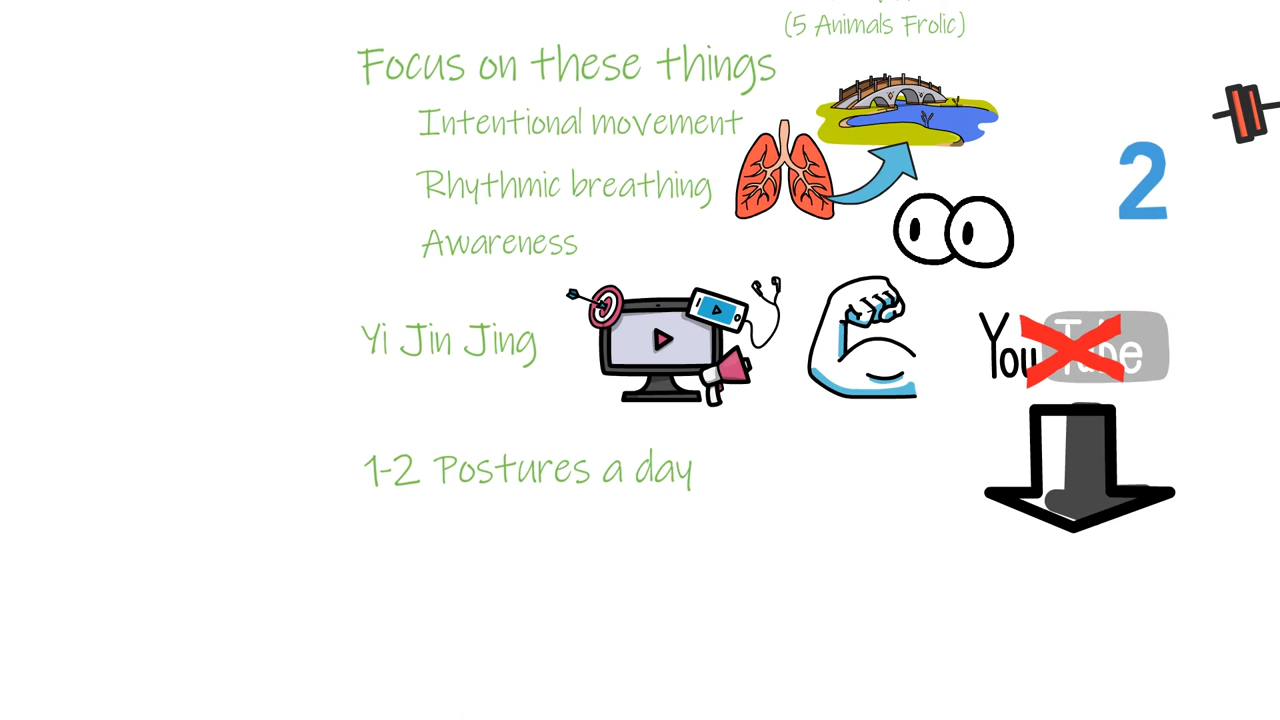 (5 Animals Frolic)
Focus on these things
Intentional movement
2
Rhythmic breathing
Awareness
Yi Jin Jing
YouTube
1-2 Postures a day